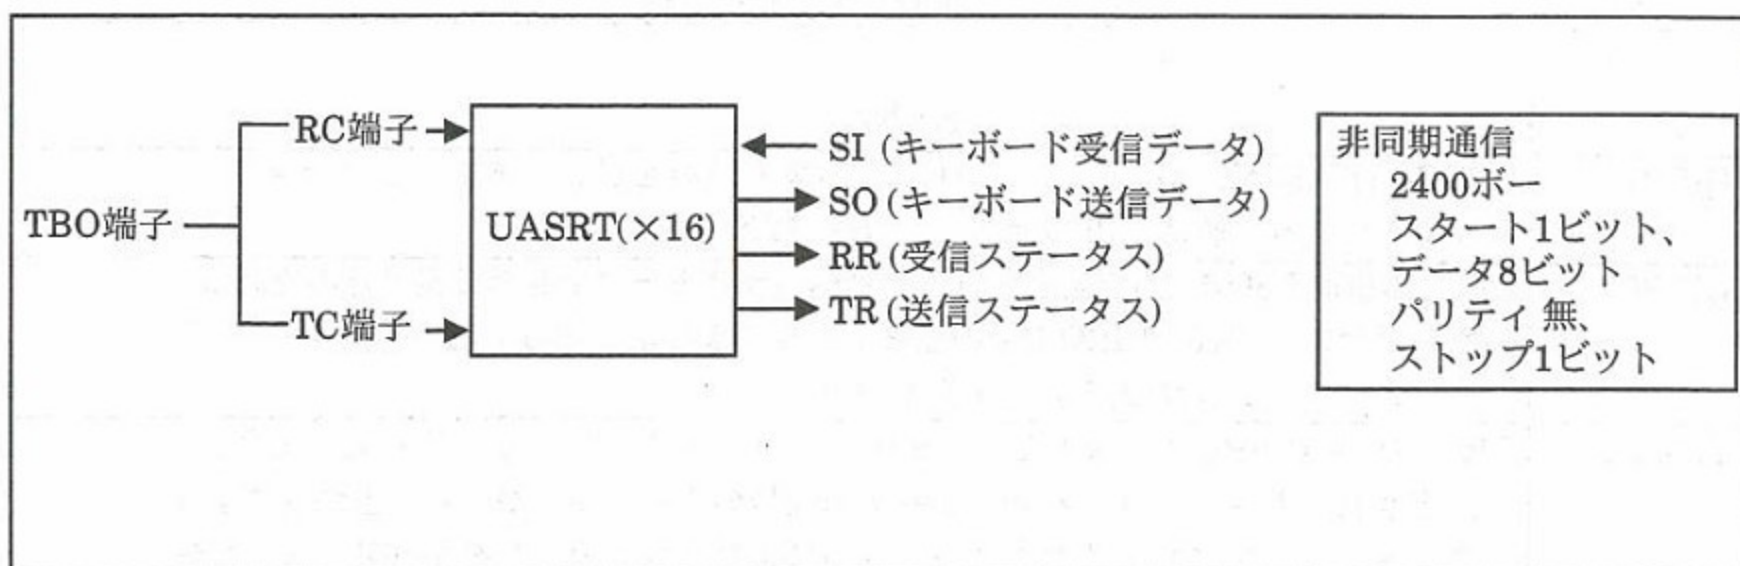 RC端子
TBO端子
TC端子
UASRT(×16)
SI (キーボード受信データ)
SO (キーボード送信データ)
RR (受信ステータス)
TR (送信ステータス)
非同期通信
2400ボー
スタート1ビット、
データ8ビット
パリティ 無、
ストップ1ビット